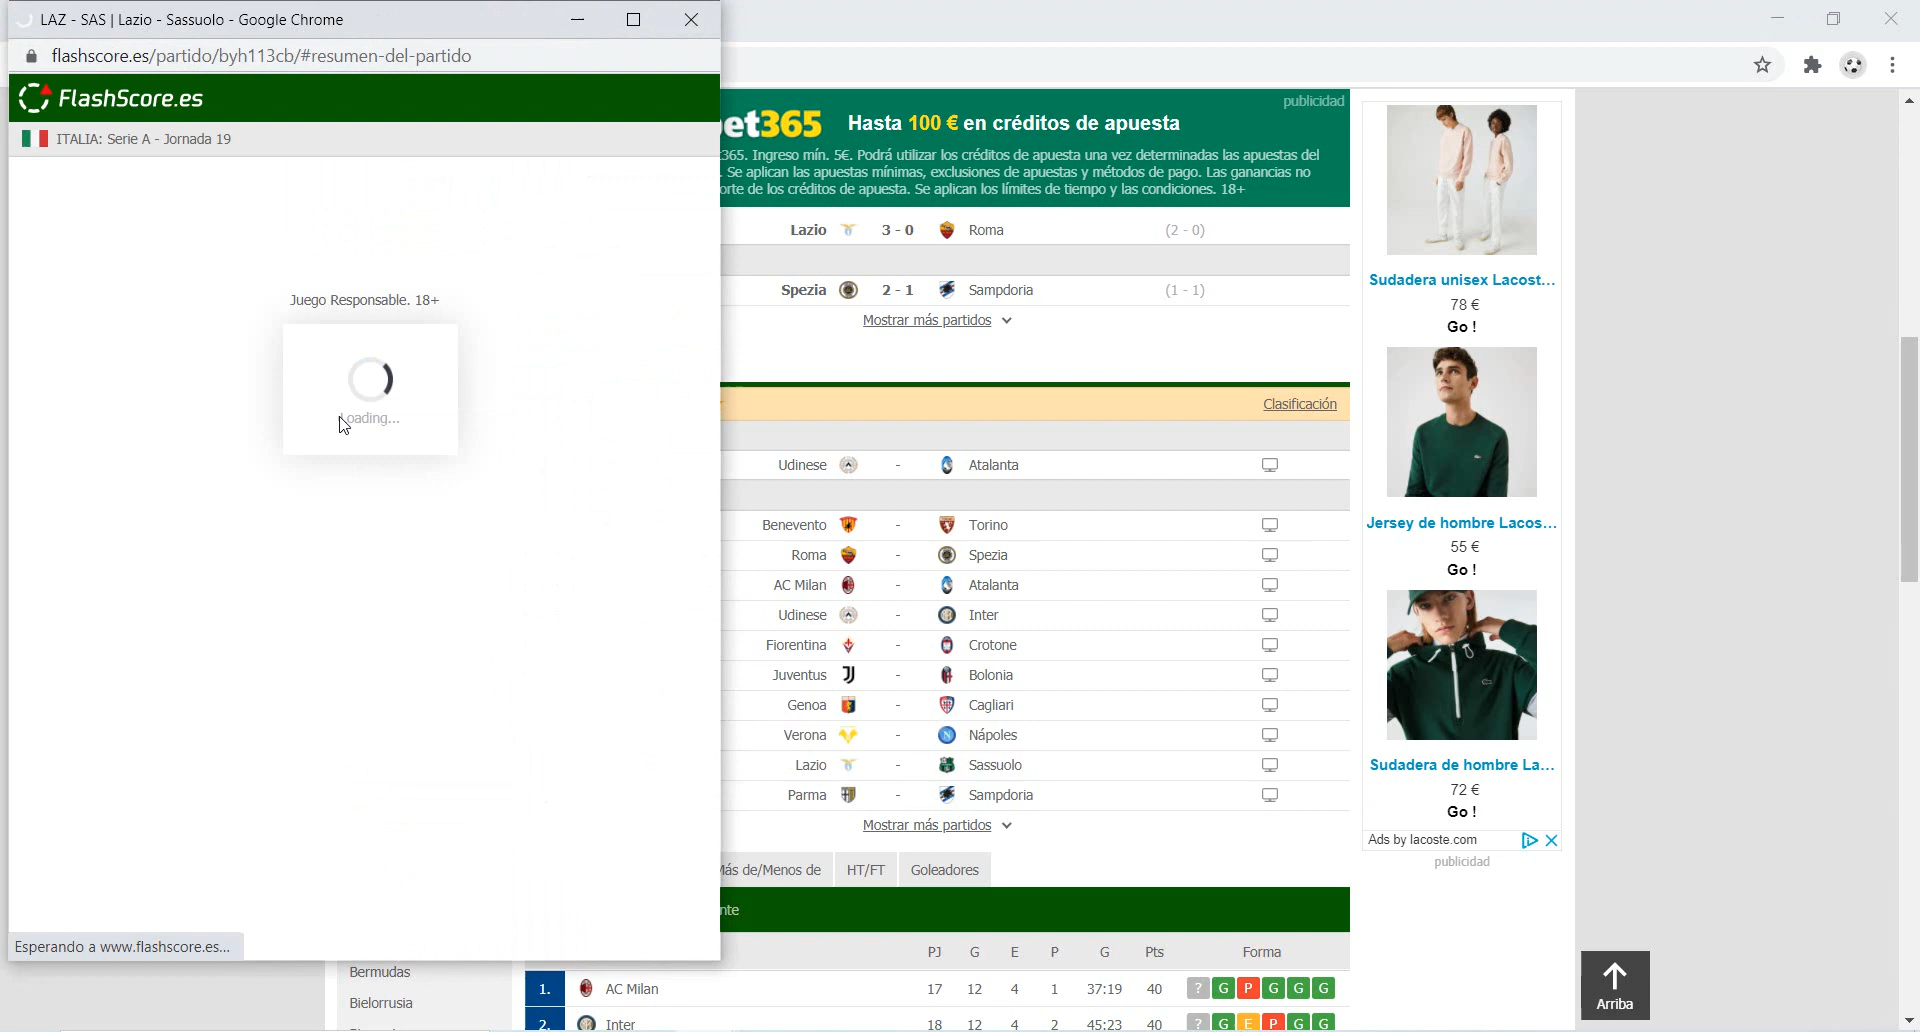 LAZ - SAS | Lazio - Sassuolo - Google Chrome
flashscore.es/partido/byh113cb/#resumen-del-partido
FlashScore.es
ITALIA: Serie A - Jornada 19
Juego Responsable. 18+
Loading...
Esperando a www.flashscore.es...
publicidad
et365 Hasta 100 € en créditos de apuesta
365. Ingreso mín. 5€. Podrá utilizar los créditos de apuesta una vez determinadas las apuestas del
. Se aplican las apuestas mínimas, exclusiones de apuestas y métodos de pago. Las ganancias no
orte de los créditos de apuesta. Se aplican los límites de tiempo y las condiciones. 18+
Lazio 3 - 0 Roma (2 - 0)
Spezia 2 - 1 Sampdoria (1 - 1)
Mostrar más partidos
Clasificación
Udinese - Atalanta
Benevento - Torino
Roma - Spezia
AC Milan - Atalanta
Udinese - Inter
Fiorentina - Crotone
Juventus - Bolonia
Genoa - Cagliari
Verona - Nápoles
Lazio - Sassuolo
Parma - Sampdoria
Mostrar más partidos
Más de/Menos de HT/FT Goleadores
nte
PJ G E P G Pts Forma
1. AC Milan 17 12 4 1 37:19 40 ? G P G G G
2. Inter 18 12 4 2 45:23 40 ? G E P G G
Bermudas
Bielorrusia
Sudadera unisex Lacost...
78 €
Go !
Jersey de hombre Lacos...
55 €
Go !
Sudadera de hombre La...
72 €
Go !
Ads by lacoste.com
publicidad
Arriba